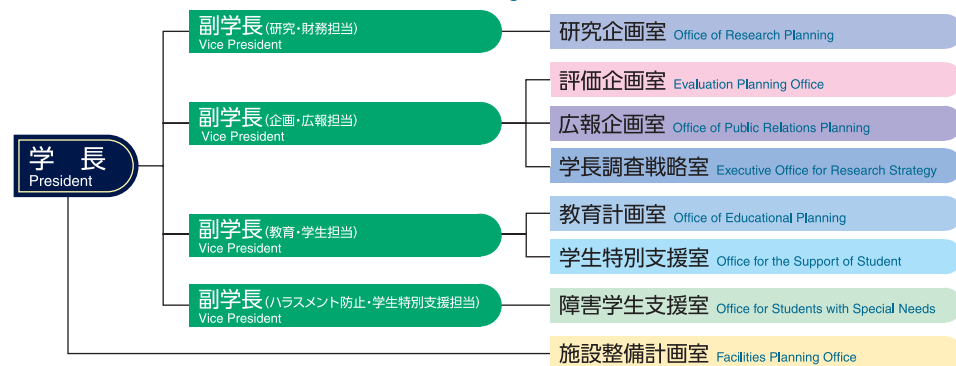 副学長(研究・財務担当)
Vice President
研究企画室 Office of Research Planning
評価企画室 Evaluation Planning Office
副学長(企画・広報担当)
Vice President
広報企画室 Office of Public Relations Planning
学長調査戦略室 Executive Office for Research Strategy
学 長
President
副学長(教育・学生担当)
Vice President
教育計画室 Office of Educational Planning
学生特別支援室 Office for the Support of Student
副学長(ハラスメント防止・学生特別支援担当)
Vice President
障害学生支援室 Office for Students with Special Needs
施設整備計画室 Facilities Planning Office